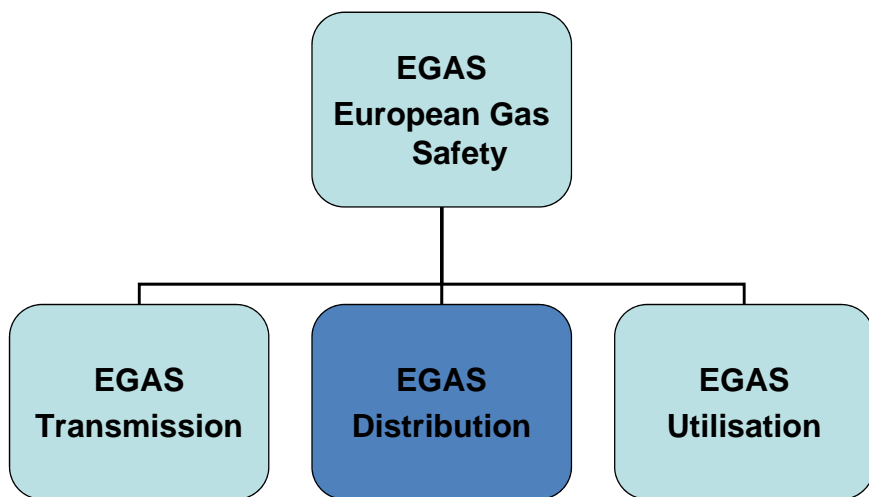 EGAS
European Gas
Safety
EGAS
Transmission
EGAS
Distribution
EGAS
Utilisation